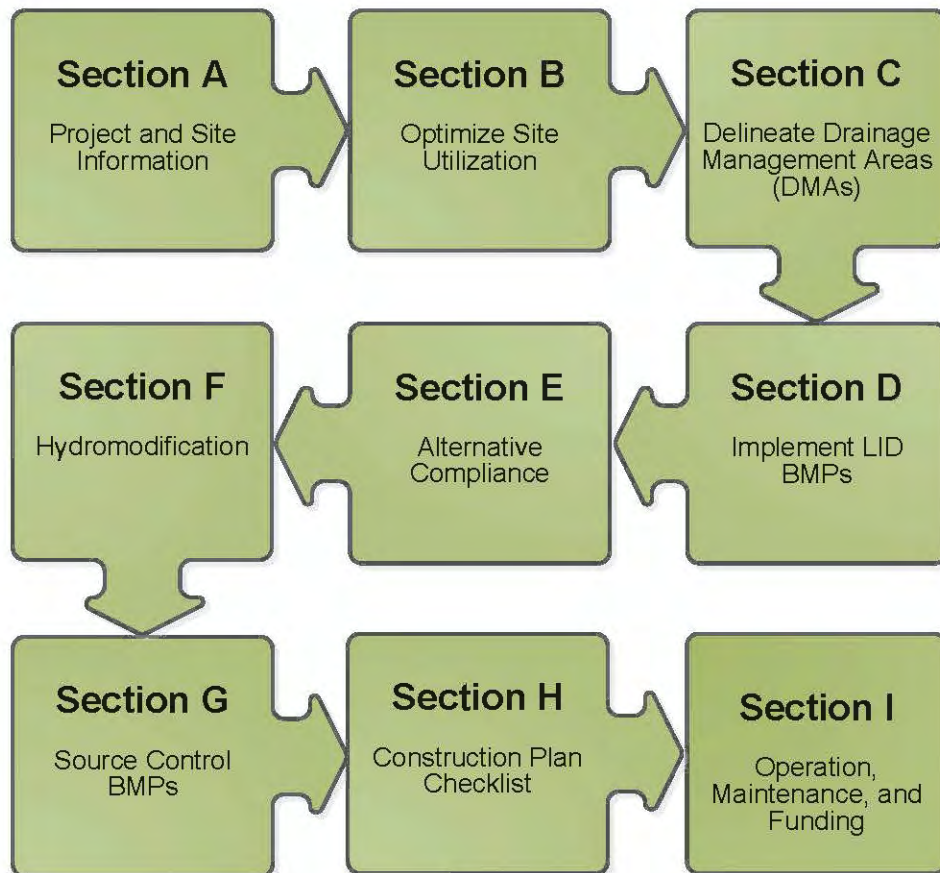 Section A
Project and Site
Information
Section B
Optimize Site
Utilization
Section C
Delineate Drainage
Management Areas
(DMAs)
Section D
Implement LID
BMPs
Section E
Alternative
Compliance
Section F
Hydromodification
Section G
Source Control
BMPs
Section H
Construction Plan
Checklist
Section I
Operation,
Maintenance, and
Funding